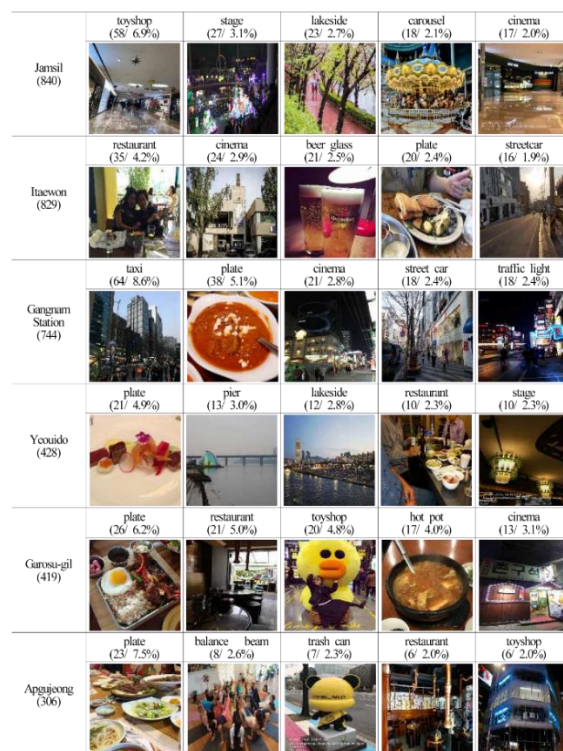 toyshop stage lakeside carousel cinema
(58/ 6.9%) (27/ 3.1%) (23/ 2.7%) (18/ 2.1%) (17/ 2.0%)
Jamsil
(840)
restaurant cinema beer glass plate streetcar
(35/ 4.2%) (24/ 2.9%) (21/ 2.5%) (20/ 2.4%) (16/ 1.9%)
Itaewon
(829)
taxi plate cinema street car traffic light
(64/ 8.6%) (38/ 5.1%) (21/ 2.8%) (18/ 2.4%) (18/ 2.4%)
Gangnam
Station
(744)
plate pier lakeside restaurant stage
(21/ 4.9%) (13/ 3.0%) (12/ 2.8%) (10/ 2.3%) (10/ 2.3%)
Yeouido
(428)
plate restaurant toyshop hot pot cinema
(26/ 6.2%) (21/ 5.0%) (20/ 4.8%) (17/ 4.0%) (13/ 3.1%)
Garosu-gil
(419)
plate balance beam trash can restaurant toyshop
(23/ 7.5%) (8/ 2.6%) (7/ 2.3%) (6/ 2.0%) (6/ 2.0%)
Apgujeong
(306)